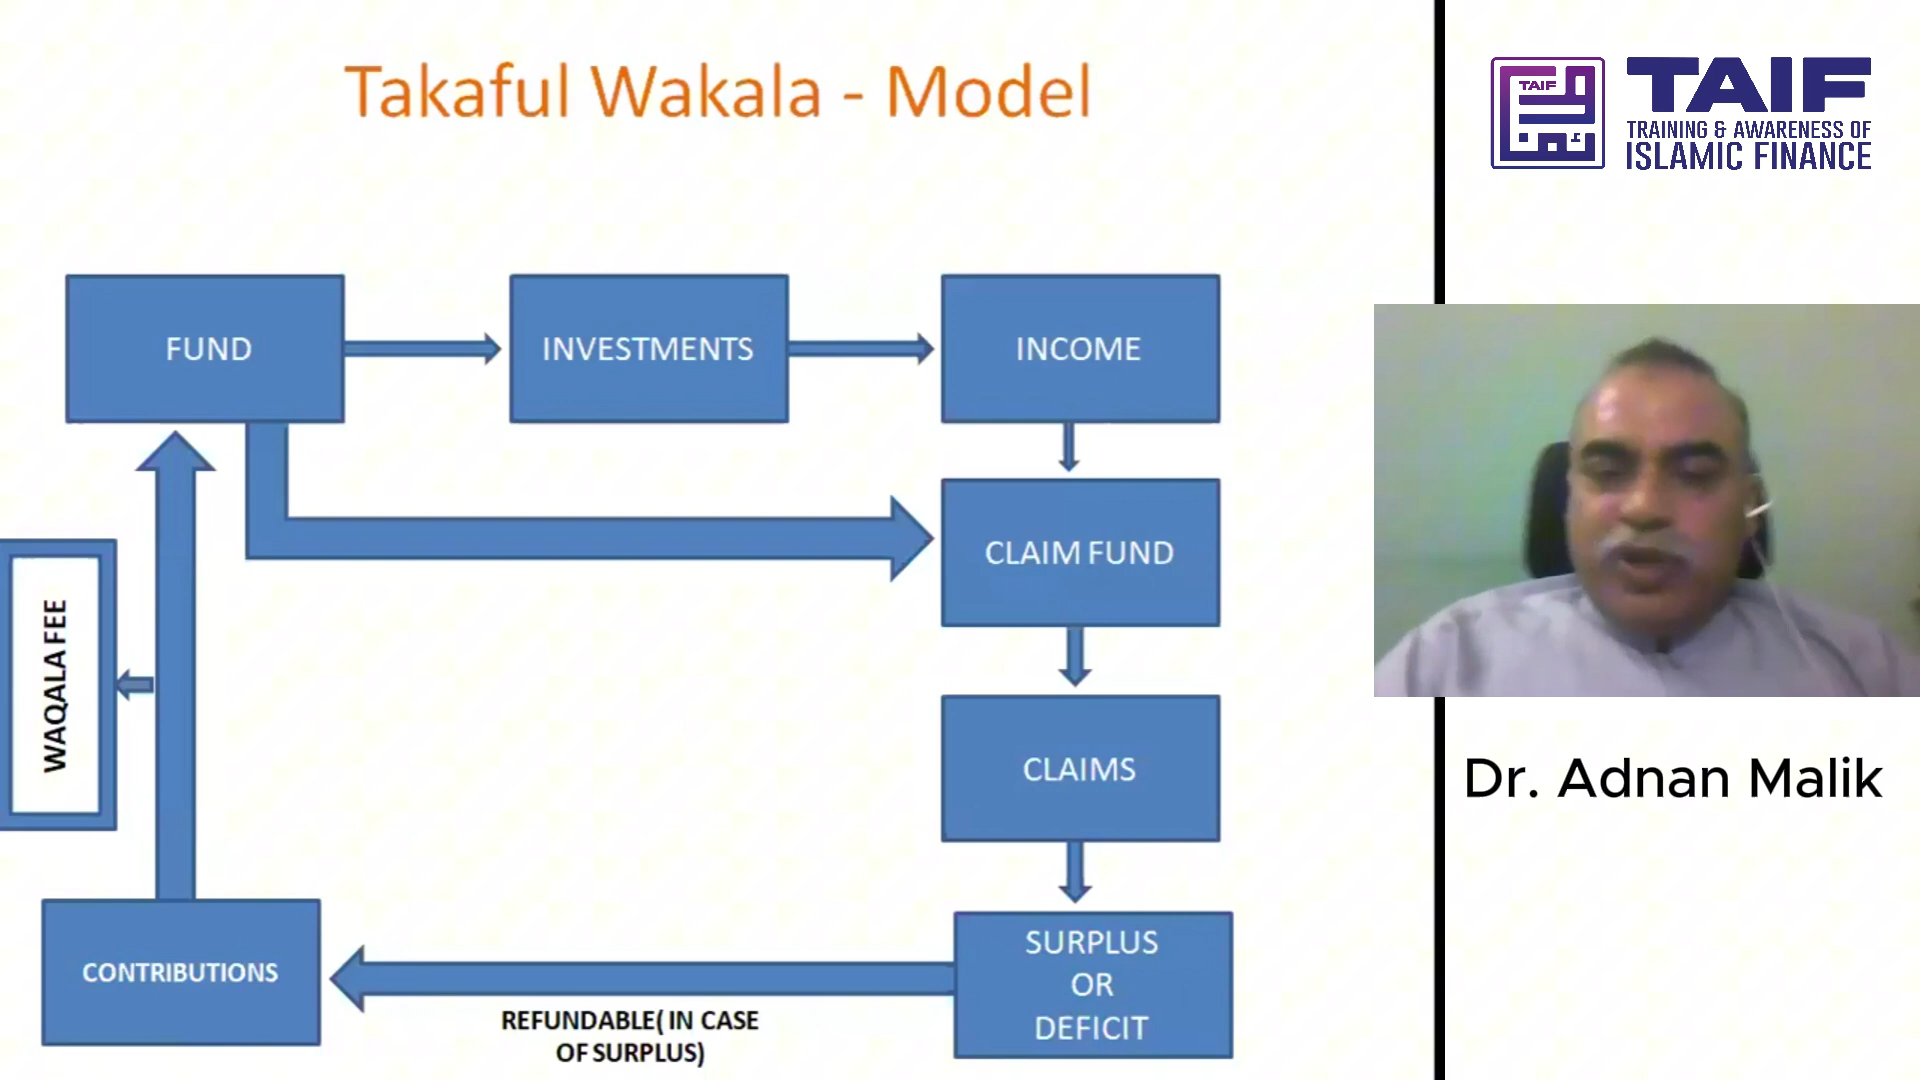 Takaful Wakala - Model
TAIF
TAIF
TRAINING & AWARENESS OF
ISLAMIC FINANCE
FUND
INVESTMENTS
INCOME
CLAIM FUND
WAQALA FEE
CLAIMS
Dr. Adnan Malik
CONTRIBUTIONS
SURPLUS
OR
DEFICIT
REFUNDABLE( IN CASE
OF SURPLUS)